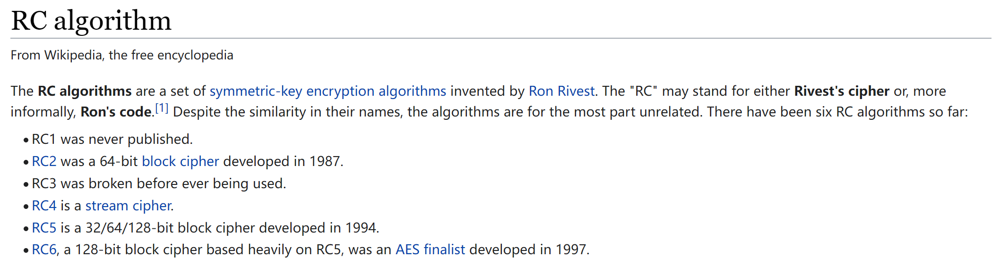 RC algorithm
From Wikipedia, the free encyclopedia
The RC algorithms are a set of symmetric-key encryption algorithms invented by Ron Rivest. The "RC" may stand for either Rivest's cipher or, more
informally, Ron's code.[1] Despite the similarity in their names, the algorithms are for the most part unrelated. There have been six RC algorithms so far:
• RC1 was never published.
• RC2 was a 64-bit block cipher developed in 1987.
• RC3 was broken before ever being used.
• RC4 is a stream cipher.
• RC5 is a 32/64/128-bit block cipher developed in 1994.
• RC6, a 128-bit block cipher based heavily on RC5, was an AES finalist developed in 1997.